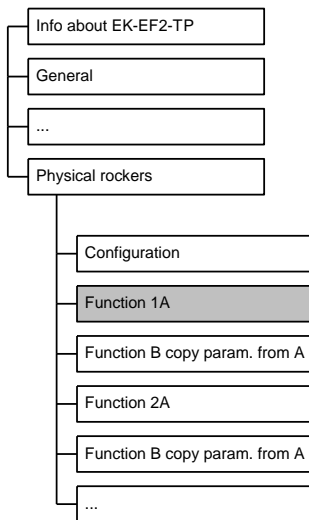 Info about EK-EF2-TP
General
...
Physical rockers
Configuration
Function 1A
Function B copy param. from A
Function 2A
Function B copy param. from A
...